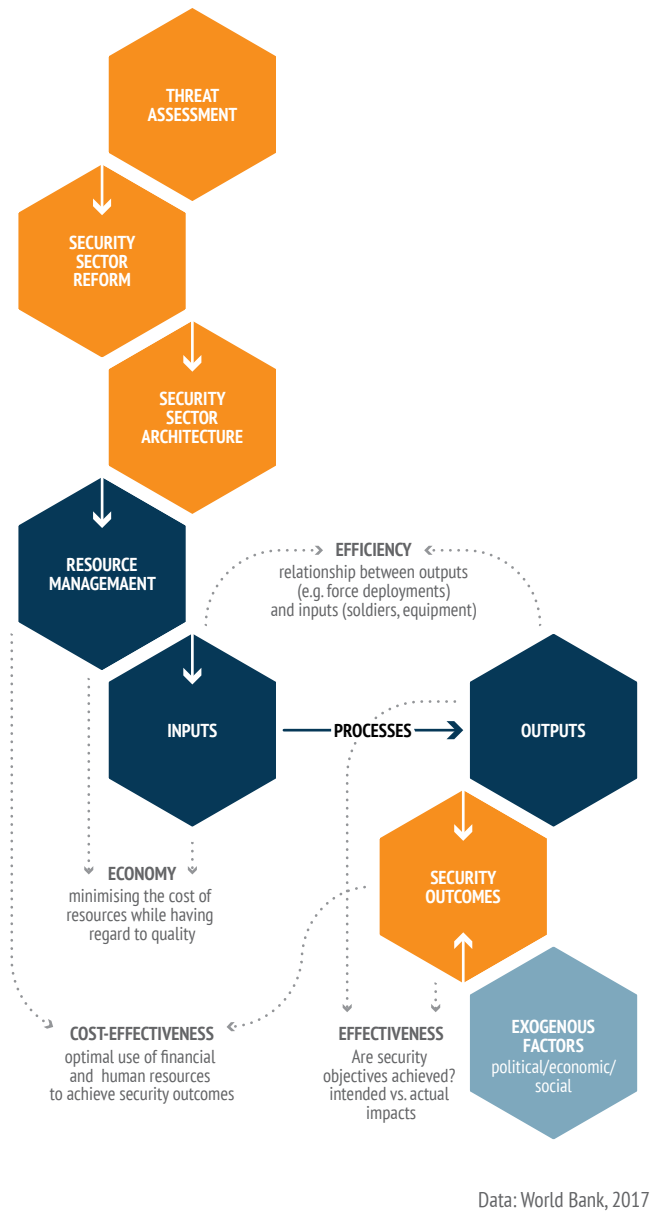 THREAT
ASSESSMENT
SECURITY
SECTOR
REFORM
SECURITY
SECTOR
ARCHITECTURE
RESOURCE
MANAGEMAENT
EFFICIENCY
relationship between outputs
(e.g. force deployments)
and inputs (soldiers, equipment)
INPUTS
PROCESSES
OUTPUTS
ECONOMY
minimising the cost of
resources while having
regard to quality
SECURITY
OUTCOMES
COST-EFFECTIVENESS
optimal use of financial
and human resources
to achieve security outcomes
EFFECTIVENESS
Are security
objectives achieved?
intended vs. actual
impacts
EXOGENOUS
FACTORS
political/economic/
social
Data: World Bank, 2017